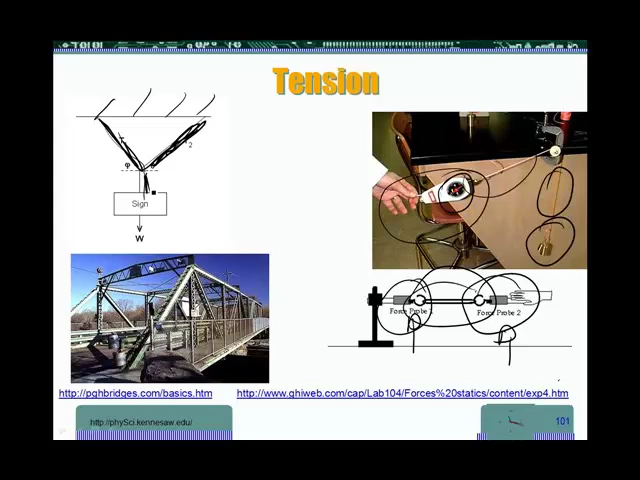 Tension
2
φ
Sign
W
Force Probe 1
Force Probe 2
http://pghbridges.com/basics.htm
http://www.ghiweb.com/cap/Lab104/Forces%20statics/content/exp4.htm
http://phySci.kennesaw.edu/
101